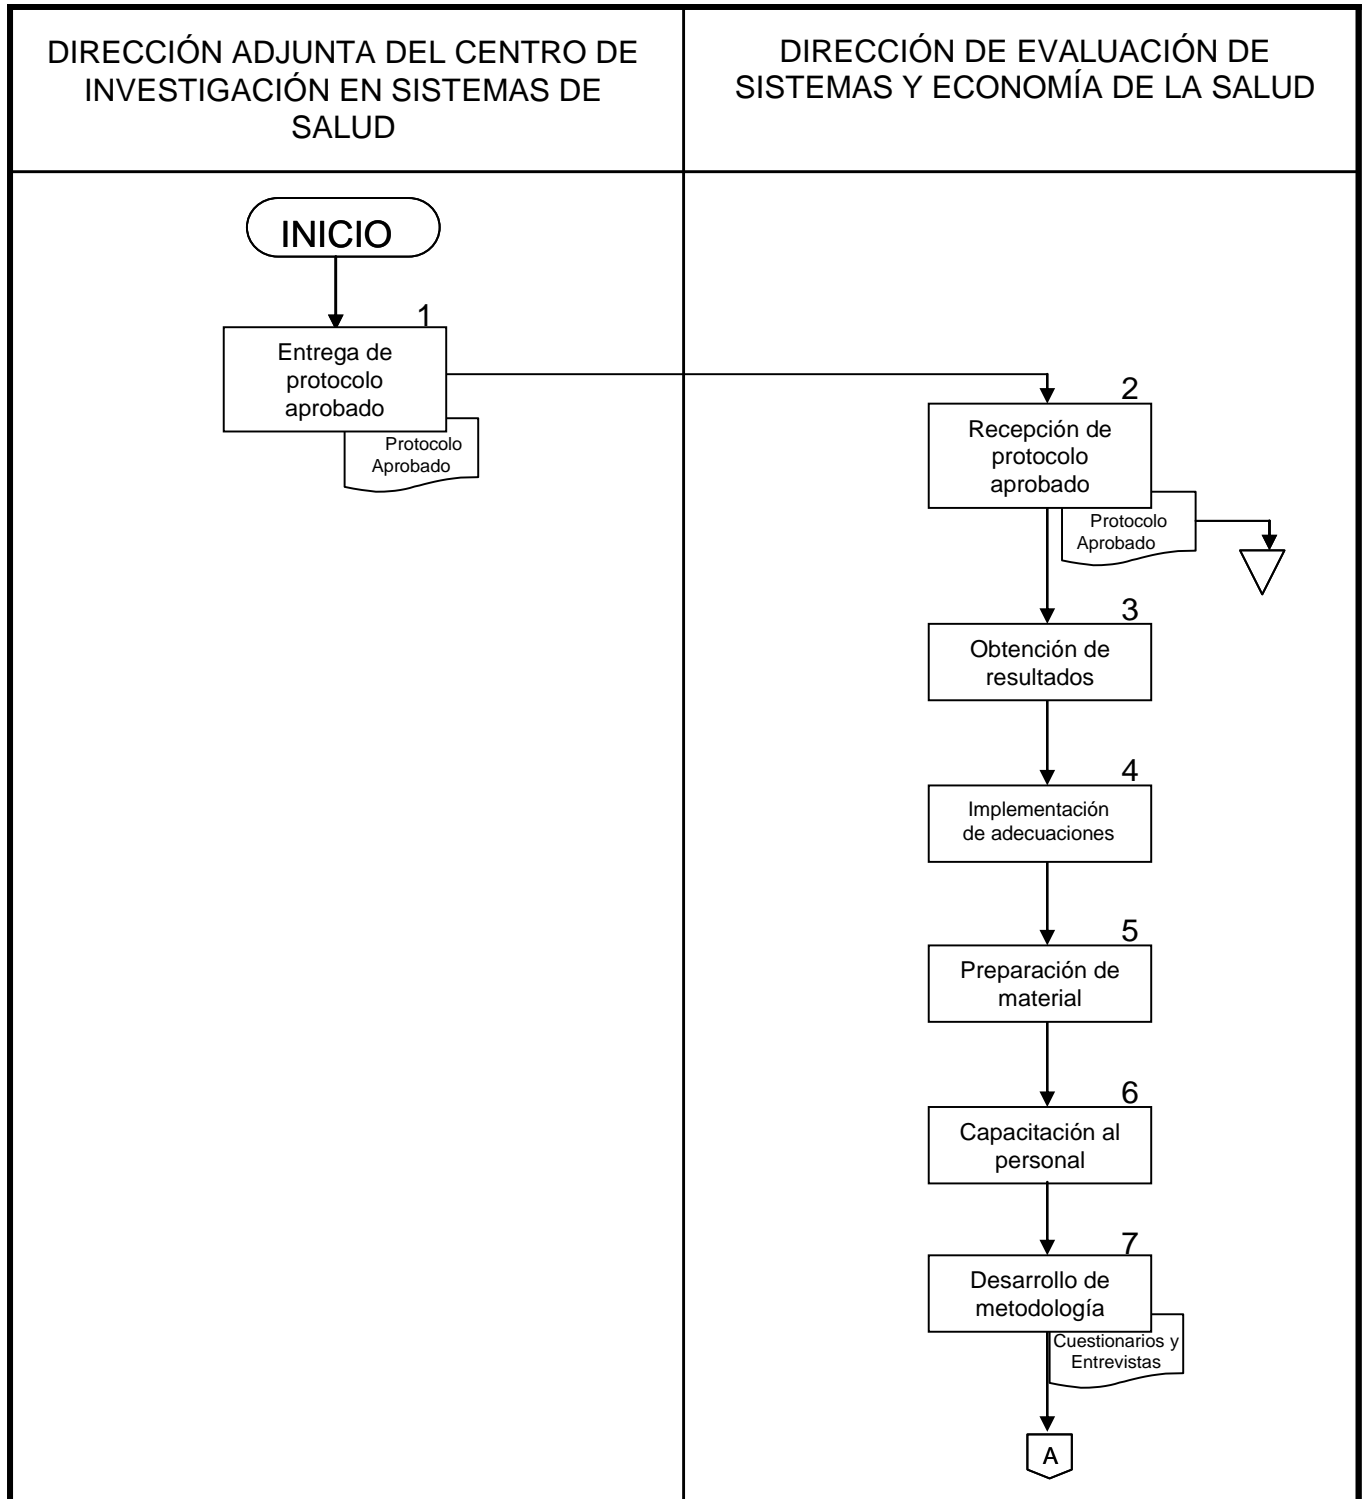 DIRECCIÓN ADJUNTA DEL CENTRO DE
INVESTIGACIÓN EN SISTEMAS DE
SALUD
DIRECCIÓN DE EVALUACIÓN DE
SISTEMAS Y ECONOMÍA DE LA SALUD
INICIO
1
Entrega de
protocolo
aprobado
Protocolo
Aprobado
2
Recepción de
protocolo
aprobado
Protocolo
Aprobado
3
Obtención de
resultados
4
Implementación
de adecuaciones
5
Preparación de
material
6
Capacitación al
personal
7
Desarrollo de
metodología
Cuestionarios y
Entrevistas
A